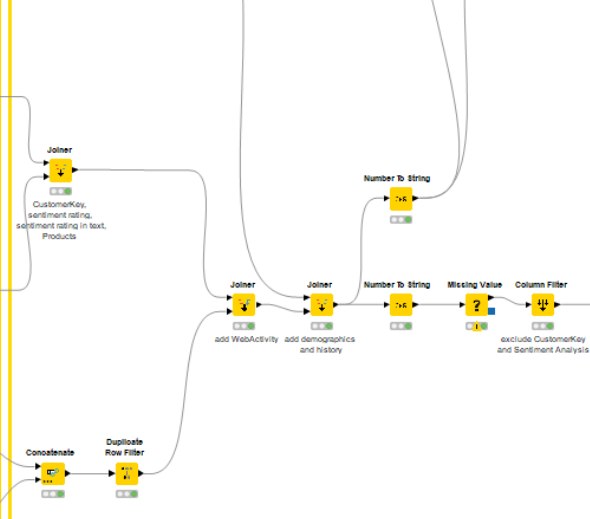 Joiner
CustomerKey,
sentiment rating,
sentiment rating in text,
Products
Number To String
Joiner
add WebActivity
Joiner
add demographics
and history
Number To String
Missing Value
Column Filter
exclude CustomerKey
and Sentiment Analysis
Concatenate
Duplicate
Row Filter